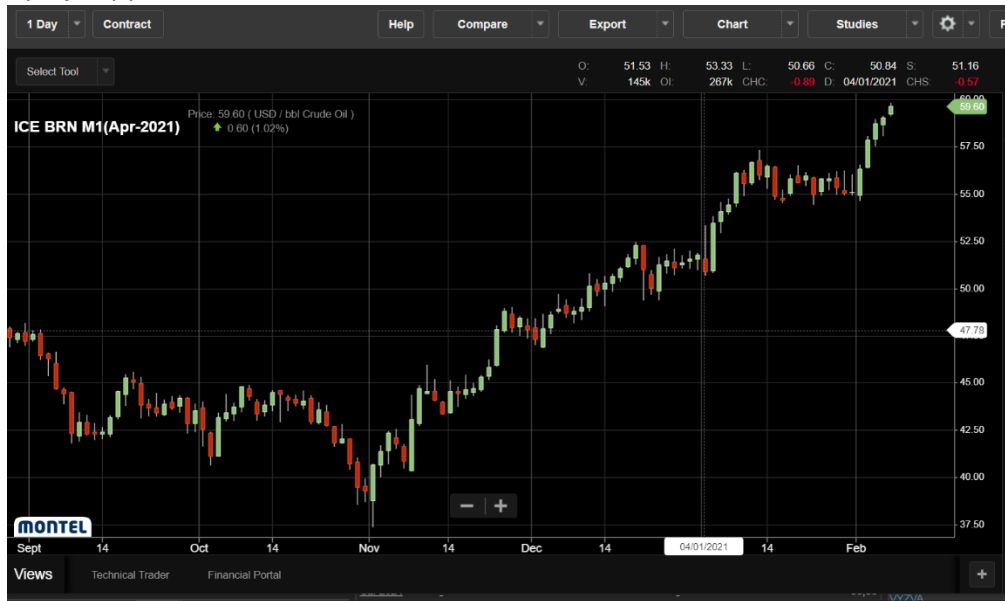 1 Day Contract Help Compare Export Chart Studies
Select Tool O: 51.53 H: 53.33 L: 50.66 C: 50.84 S: 51.16
V: 145k OI: 267k CHC: -0.89 D: 04/01/2021 CHS: -0.57
60.00
59.60
Price: 59.60 ( USD / bbl Crude Oil )
ICE BRN M1(Apr-2021) 0.60 (1.02%)
57.50
55.00
52.50
50.00
47.78
45.00
42.50
40.00
− +
37.50
MONTEL
Sept 14 Oct 14 Nov 14 Dec 14 04/01/2021 14 Feb
Views Technical Trader Financial Portal +